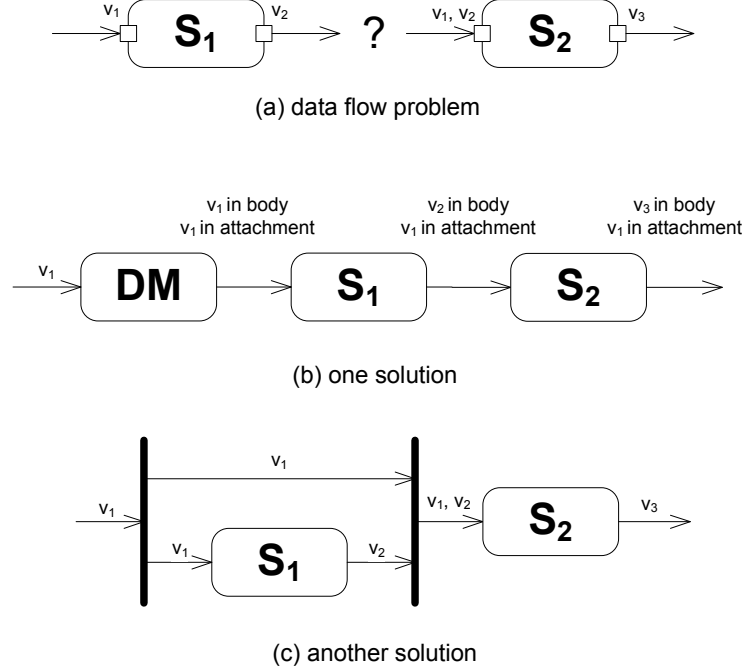 v₁ S₁ v₂ ? v₁, v₂ S₂ v₃
(a) data flow problem
v₁ in body v₂ in body v₃ in body
v₁ in attachment v₁ in attachment v₁ in attachment
v₁ DM S₁ S₂
(b) one solution
v₁
v₁ v₁, v₂ S₂ v₃
v₁ S₁ v₂
(c) another solution